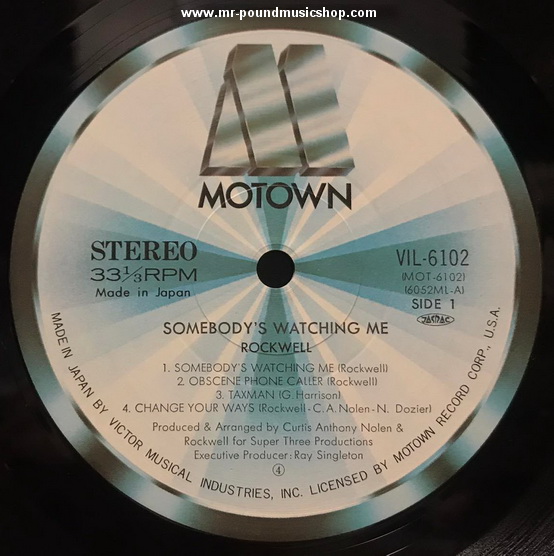 www.mr-poundmusicshop.com
MOTOWN
STEREO
33⅓RPM
Made in Japan
VIL-6102
(MOT-6102)
(6052ML-A)
SIDE 1
JASRAC
SOMEBODY'S WATCHING ME
ROCKWELL
1. SOMEBODY'S WATCHING ME (Rockwell)
2. OBSCENE PHONE CALLER (Rockwell)
3. TAXMAN (G. Harrison)
4. CHANGE YOUR WAYS (Rockwell-C.A. Nolen-N. Dozier)
Produced & Arranged by Curtis Anthony Nolen &
Rockwell for Super Three Productions
Executive Producer: Ray Singleton
④
MADE IN JAPAN BY VICTOR MUSICAL INDUSTRIES, INC. LICENSED BY MOTOWN RECORD CORP., U.S.A.